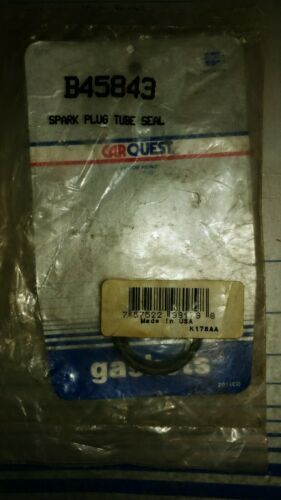 B45843
SPARK PLUG TUBE SEAL
CARQUEST
Made in USA
K178AA
gaskets